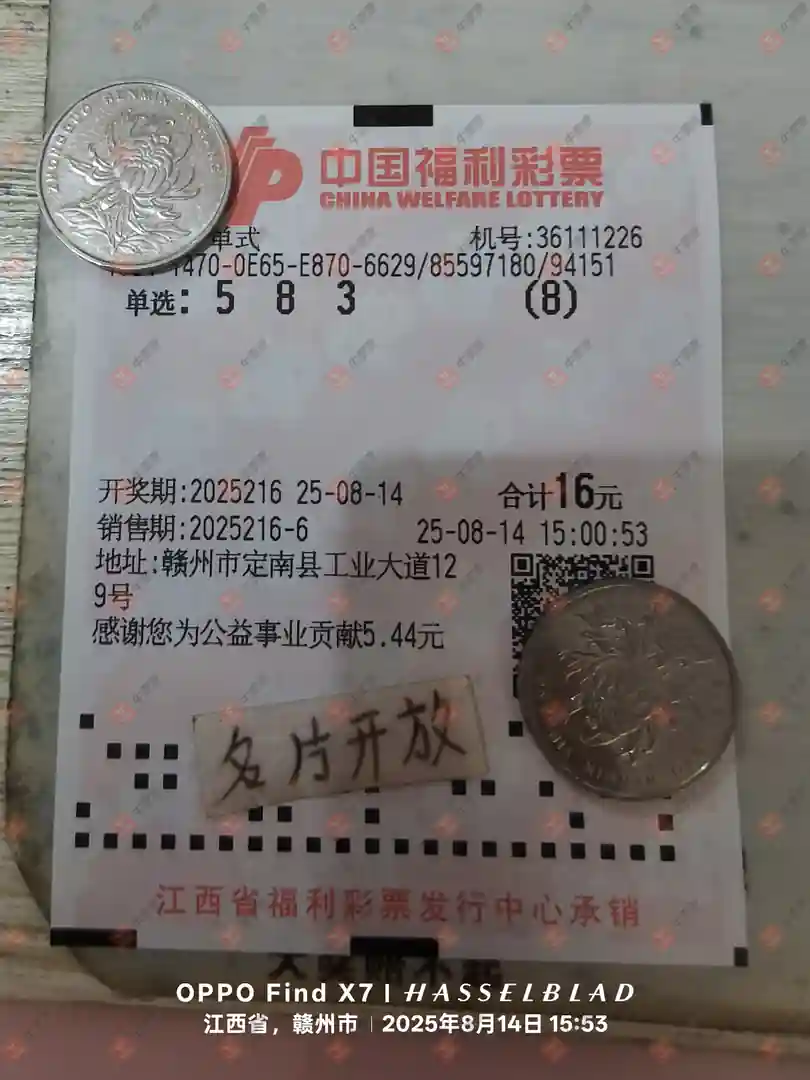 中国福利彩票
CHINA WELFARE LOTTERY
单式 机号:36111226
1470-0E65-E870-6629/85597180/94151
单选: 5 8 3 (8)
开奖期:2025216 25-08-14 合计16元
销售期:2025216-6 25-08-14 15:00:53
地址:赣州市定南县工业大道12
9号
感谢您为公益事业贡献5.44元
名片开放
江西省福利彩票发行中心承销
OPPO Find X7 | HASSELBLAD
江西省，赣州市 | 2025年8月14日 15:53